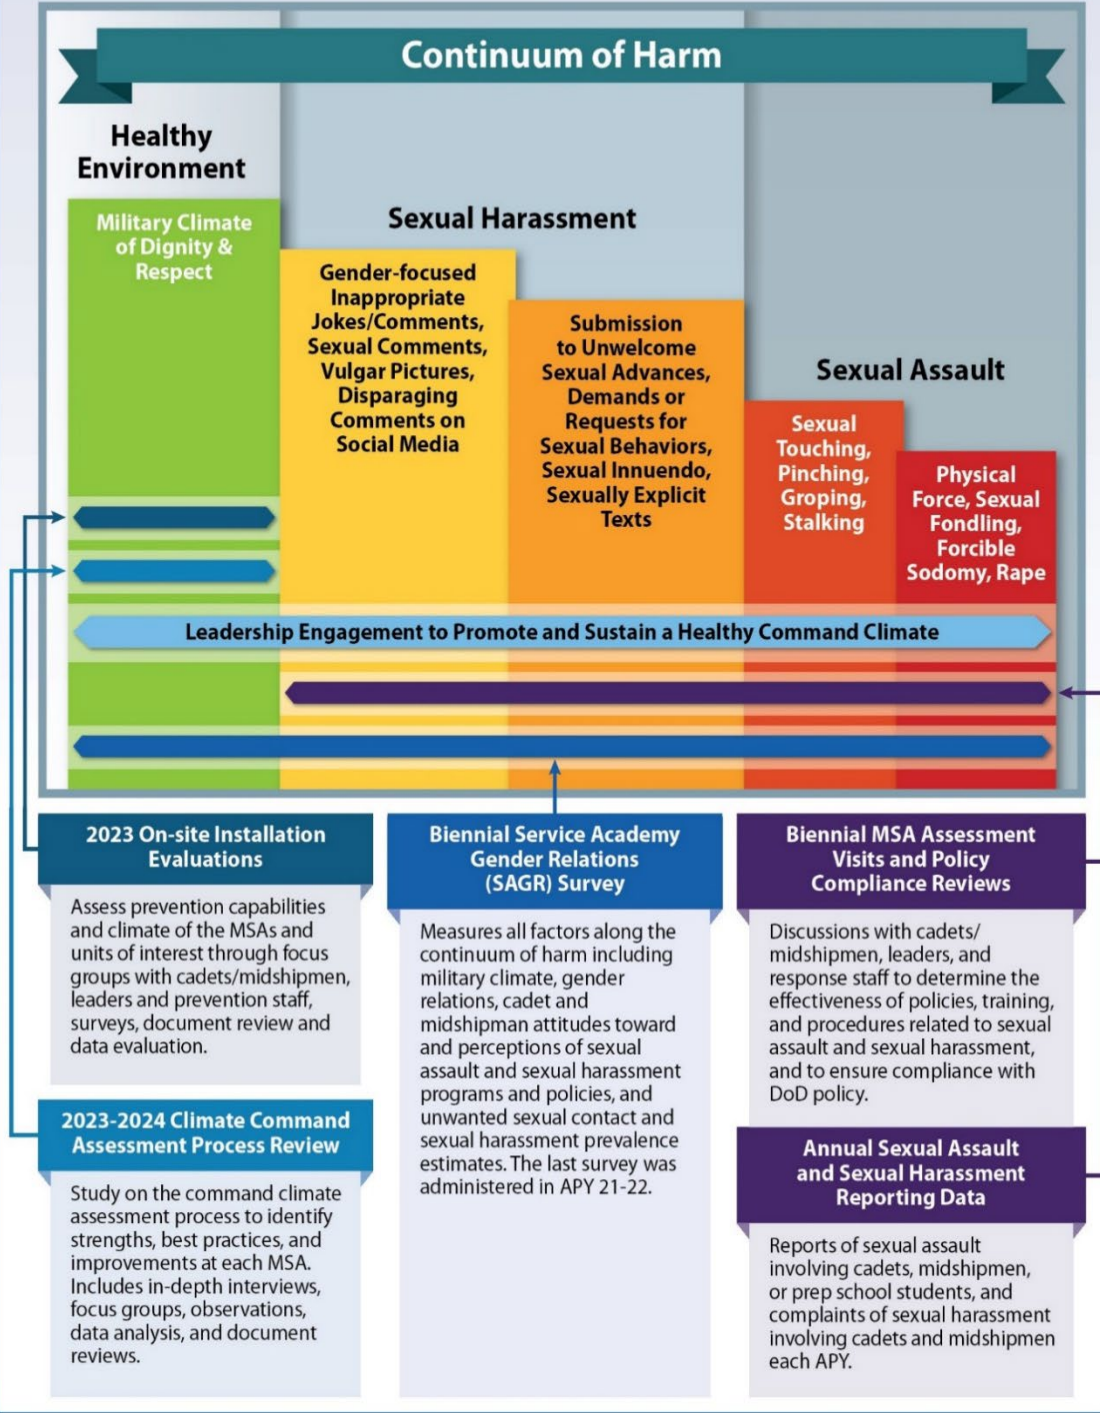 Continuum of Harm
Healthy
Environment
Military Climate
of Dignity &
Respect
Sexual Harassment
Gender-focused
Inappropriate
Jokes/Comments,
Sexual Comments,
Vulgar Pictures,
Disparaging
Comments on
Social Media
Submission
to Unwelcome
Sexual Advances,
Demands or
Requests for
Sexual Behaviors,
Sexual Innuendo,
Sexually Explicit
Texts
Sexual Assault
Sexual
Touching,
Pinching,
Groping,
Stalking
Physical
Force, Sexual
Fondling,
Forcible
Sodomy, Rape
Leadership Engagement to Promote and Sustain a Healthy Command Climate
2023 On-site Installation
Evaluations
Assess prevention capabilities
and climate of the MSAs and
units of interest through focus
groups with cadets/midshipmen,
leaders and prevention staff,
surveys, document review and
data evaluation.
2023-2024 Climate Command
Assessment Process Review
Study on the command climate
assessment process to identify
strengths, best practices, and
improvements at each MSA.
Includes in-depth interviews,
focus groups, observations,
data analysis, and document
reviews.
Biennial Service Academy
Gender Relations
(SAGR) Survey
Measures all factors along the
continuum of harm including
military climate, gender
relations, cadet and
midshipman attitudes toward
and perceptions of sexual
assault and sexual harassment
programs and policies, and
unwanted sexual contact and
sexual harassment prevalence
estimates. The last survey was
administered in APY 21-22.
Biennial MSA Assessment
Visits and Policy
Compliance Reviews
Discussions with cadets/
midshipmen, leaders, and
response staff to determine the
effectiveness of policies, training,
and procedures related to sexual
assault and sexual harassment,
and to ensure compliance with
DoD policy.
Annual Sexual Assault
and Sexual Harassment
Reporting Data
Reports of sexual assault
involving cadets, midshipmen,
or prep school students, and
complaints of sexual harassment
involving cadets and midshipmen
each APY.